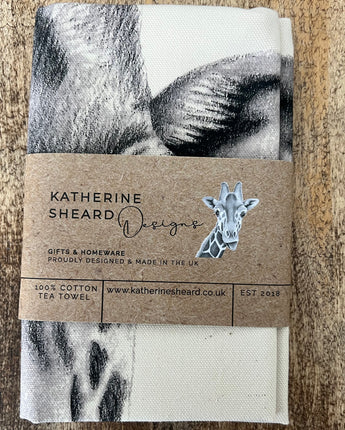 KATHERINE
SHEARD Designs
GIFTS & HOMEWARE
PROUDLY DESIGNED & MADE IN THE UK
100% COTTON
TEA TOWEL
www.katherinesheard.co.uk
EST 2018